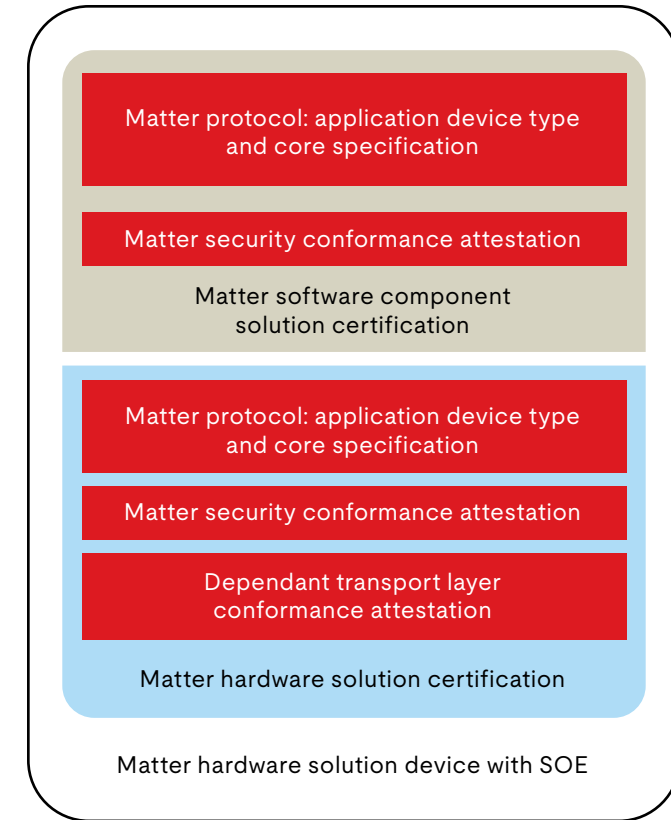 Matter protocol: application device type
and core specification
Matter security conformance attestation
Matter software component
solution certification
Matter protocol: application device type
and core specification
Matter security conformance attestation
Dependant transport layer
conformance attestation
Matter hardware solution certification
Matter hardware solution device with SOE